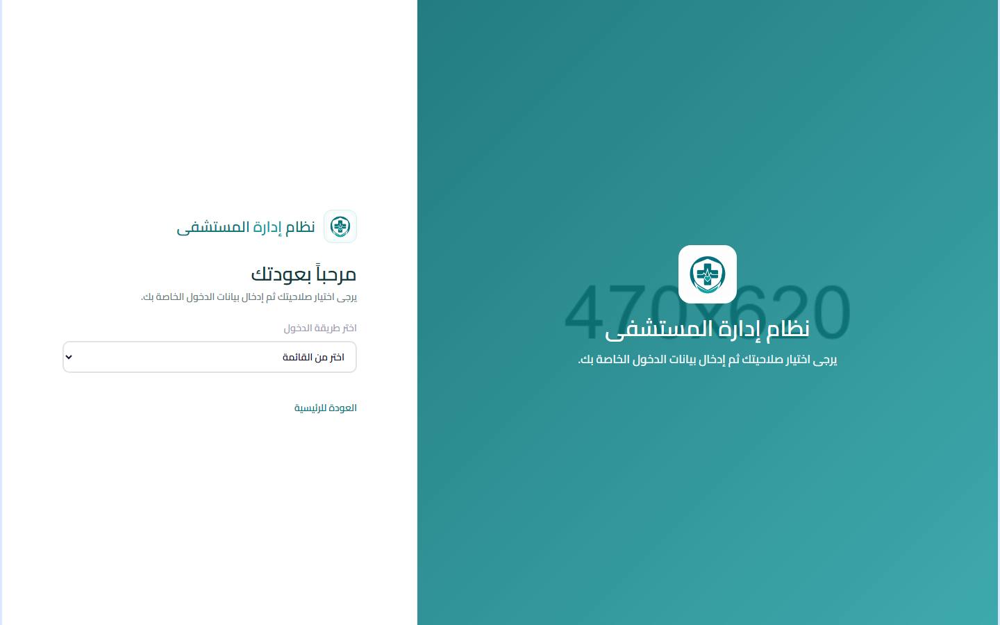 نظام إدارة المستشفى
يرجى اختيار صلاحيتك ثم إدخال بيانات الدخول الخاصة بك.
470x620
نظام إدارة المستشفى
مرحباً بعودتك
يرجى اختيار صلاحيتك ثم إدخال بيانات الدخول الخاصة بك.
اختر طريقة الدخول
اختر من القائمة
العودة للرئيسية